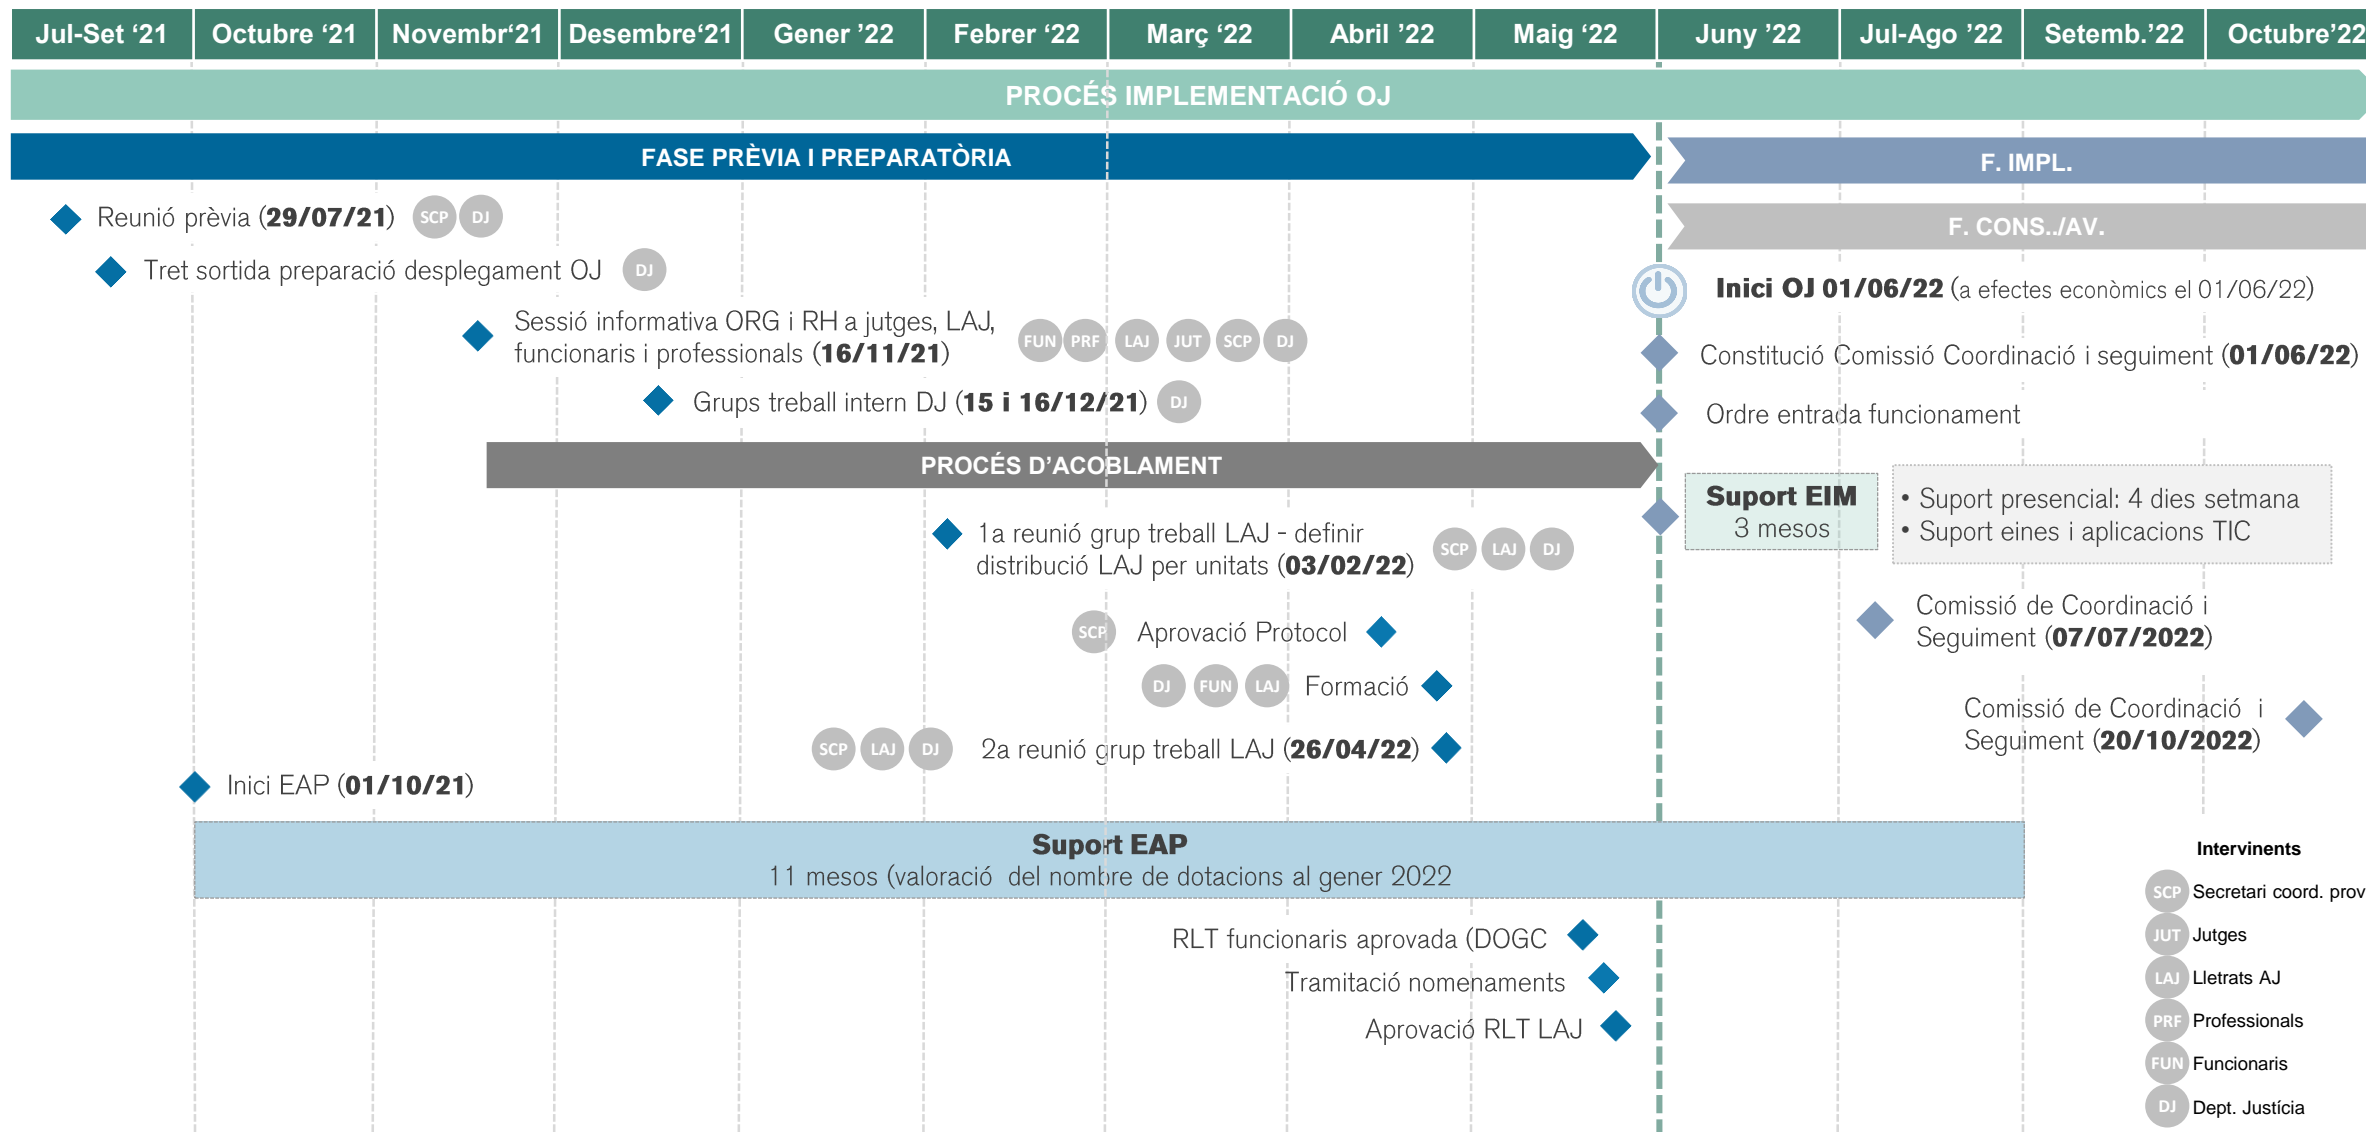 Jul-Set ‘21 Octubre ‘21 Novembr‘21 Desembre‘21 Gener ’22 Febrer ‘22 Març ‘22 Abril ‘22 Maig ‘22 Juny ’22 Jul-Ago ’22 Setemb.’22 Octubre’22
PROCÉS IMPLEMENTACIÓ OJ
FASE PRÈVIA I PREPARATÒRIA
F. IMPL.
Reunió prèvia (29/07/21) SCP DJ
F. CONS../AV.
Tret sortida preparació desplegament OJ DJ
Inici OJ 01/06/22 (a efectes econòmics el 01/06/22)
Sessió informativa ORG i RH a jutges, LAJ,
funcionaris i professionals (16/11/21) FUN PRF LAJ JUT SCP DJ
Constitució Comissió Coordinació i seguiment (01/06/22)
Grups treball intern DJ (15 i 16/12/21) DJ
Ordre entrada funcionament
PROCÉS D’ACOBLAMENT
Suport EIM
3 mesos
• Suport presencial: 4 dies setmana
• Suport eines i aplicacions TIC
1a reunió grup treball LAJ - definir
distribució LAJ per unitats (03/02/22) SCP LAJ DJ
Comissió de Coordinació i
Seguiment (07/07/2022)
SCP Aprovació Protocol
DJ FUN LAJ Formació
Comissió de Coordinació i
Seguiment (20/10/2022)
SCP LAJ DJ 2a reunió grup treball LAJ (26/04/22)
Inici EAP (01/10/21)
Suport EAP
11 mesos (valoració del nombre de dotacions al gener 2022
RLT funcionaris aprovada (DOGC
Tramitació nomenaments
Aprovació RLT LAJ
Intervinents
SCP Secretari coord. prov
JUT Jutges
LAJ Lletrats AJ
PRF Professionals
FUN Funcionaris
DJ Dept. Justícia